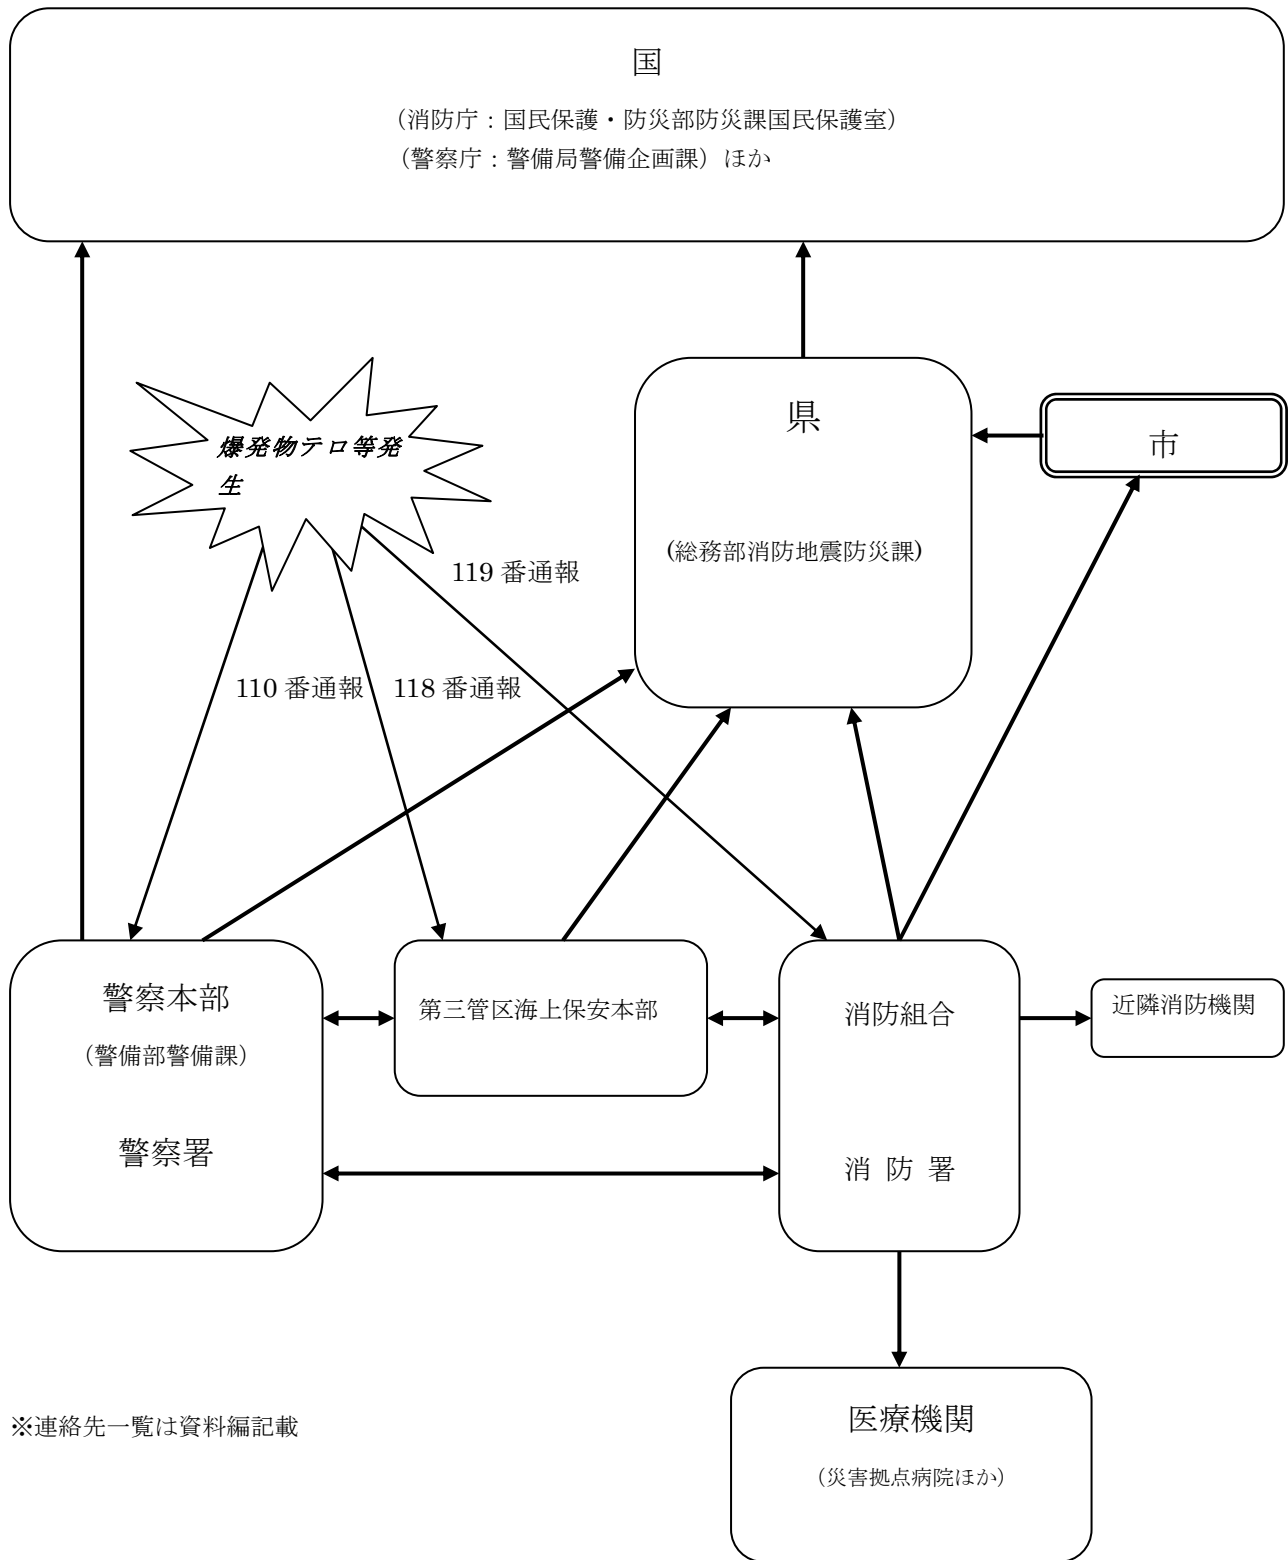 国
（消防庁：国民保護・防災部防災課国民保護室）
（警察庁：警備局警備企画課）ほか
県
(総務部消防地震防災課)
市
爆発物テロ等発
生
119 番通報
110 番通報
118 番通報
警察本部
（警備部警備課）
警察署
第三管区海上保安本部
消防組合
消 防 署
近隣消防機関
医療機関
（災害拠点病院ほか）
※連絡先一覧は資料編記載